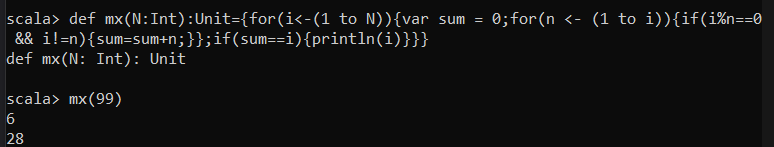 scala> def mx(N:Int):Unit={for(i<-(1 to N)){var sum = 0;for(n <- (1 to i)){if(i%n==0
 && i!=n){sum=sum+n;}};if(sum==i){println(i)}}}
def mx(N: Int): Unit
scala> mx(99)
6
28